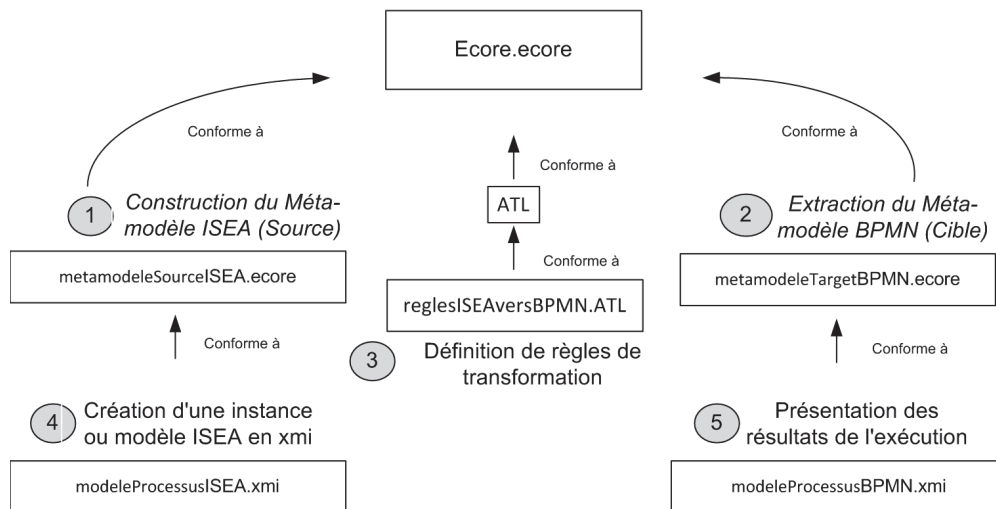 Ecore.ecore
Conforme à
Conforme à
Conforme à
1
Construction du Méta-
modèle ISEA (Source)
ATL
2
Extraction du Méta-
modèle BPMN (Cible)
metamodeleSourceISEA.ecore
Conforme à
metamodeleTargetBPMN.ecore
reglesISEAversBPMN.ATL
Conforme à
Conforme à
3
Définition de règles de
transformation
4
Création d'une instance
ou modèle ISEA en xmi
5
Présentation des
résultats de l'exécution
modeleProcessusISEA.xmi
modeleProcessusBPMN.xmi